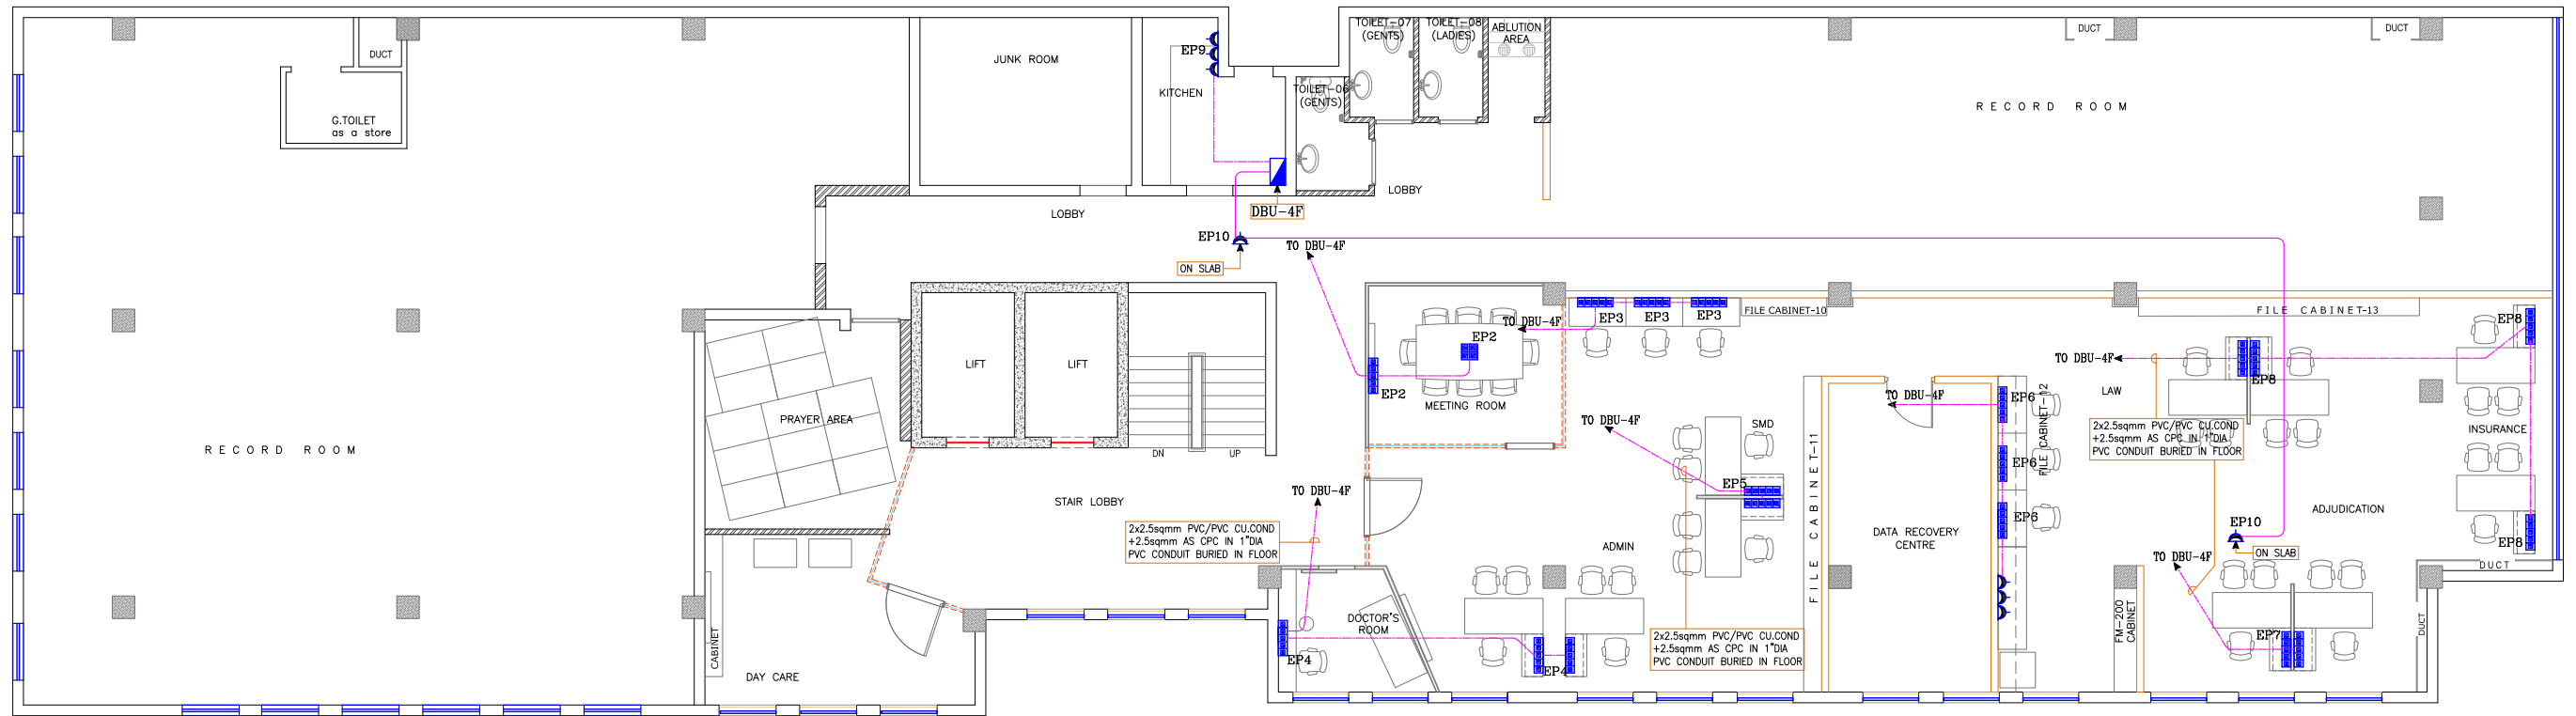 DUCT
G.TOILET
as a store
RECORD ROOM
JUNK ROOM
EP9
KITCHEN
TOILET-06
(GENTS)
TOILET-07
(GENTS)
TOILET-08
(LADIES)
ABLUTION
AREA
DUCT
DUCT
RECORD ROOM
LOBBY
LOBBY
DBU-4F
EP10
ON SLAB
TO DBU-4F
LIFT
LIFT
PRAYER AREA
DN
UP
STAIR LOBBY
CABINET
DAY CARE
2x2.5sqmm PVC/PVC CU.COND
+2.5sqmm AS CPC IN 1"DIA
PVC CONDUIT BURIED IN FLOOR
TO DBU-4F
DOCTOR'S
ROOM
EP4
EP4
EP2
EP2
MEETING ROOM
TO DBU-4F
EP3
EP3
EP3
FILE CABINET-10
TO DBU-4F
SMD
EP5
ADMIN
2x2.5sqmm PVC/PVC CU.COND
+2.5sqmm AS CPC IN 1"DIA
PVC CONDUIT BURIED IN FLOOR
FILE CABINET-11
TO DBU-4F
DATA RECOVERY
CENTRE
EP6
EP6
EP6
FILE CABINET-12
FILE CABINET-13
TO DBU-4F
LAW
EP8
EP8
EP8
2x2.5sqmm PVC/PVC CU.COND
+2.5sqmm AS CPC IN 1"DIA
PVC CONDUIT BURIED IN FLOOR
INSURANCE
ADJUDICATION
EP10
ON SLAB
TO DBU-4F
EP7
FM-200
CABINET
DUCT
DUCT